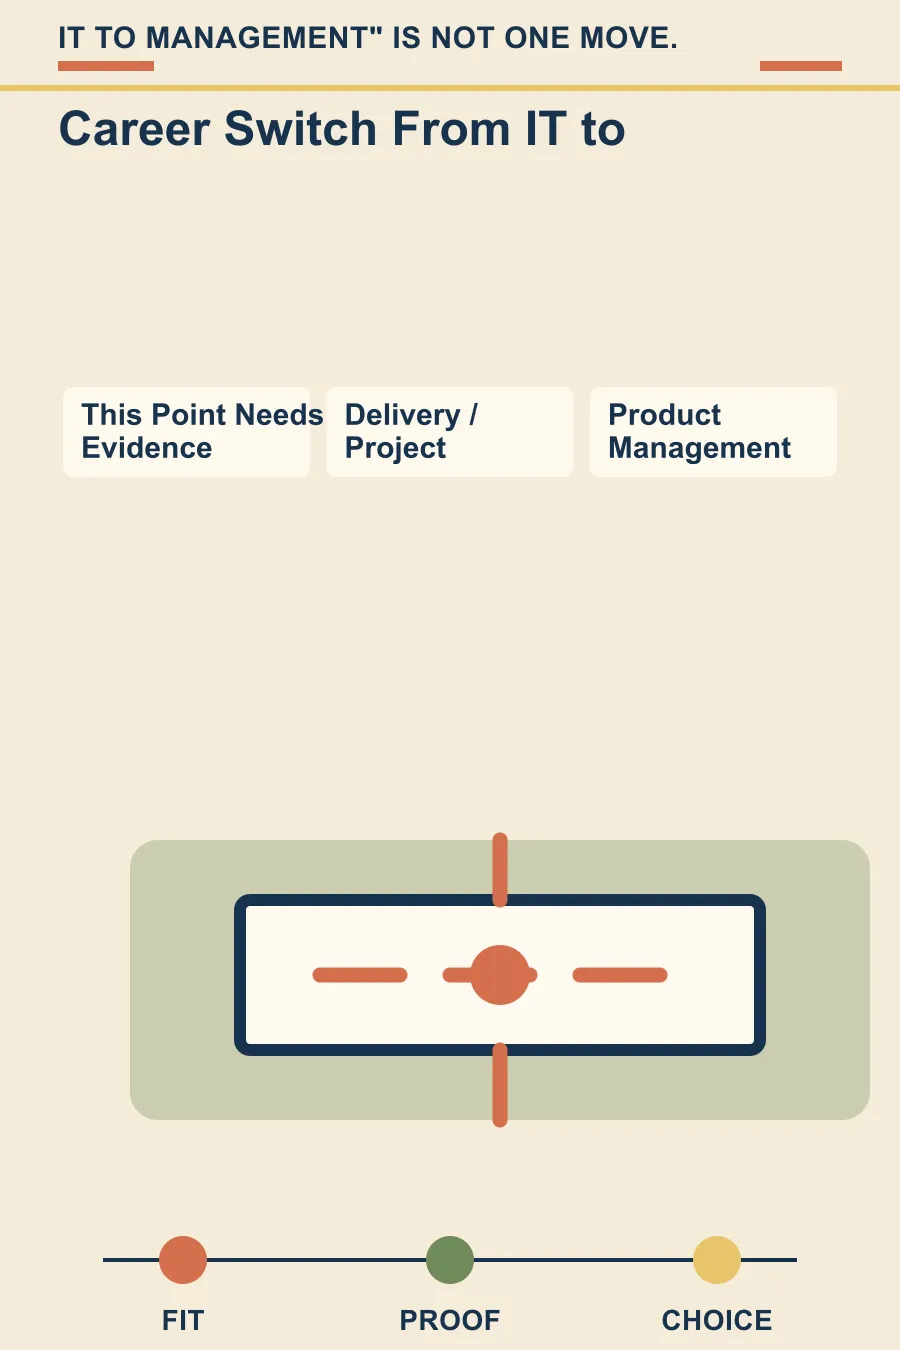 IT TO MANAGEMENT" IS NOT ONE MOVE.
Career Switch From IT to
This Point Needs
Evidence
Delivery /
Project
Product
Management
FIT
PROOF
CHOICE